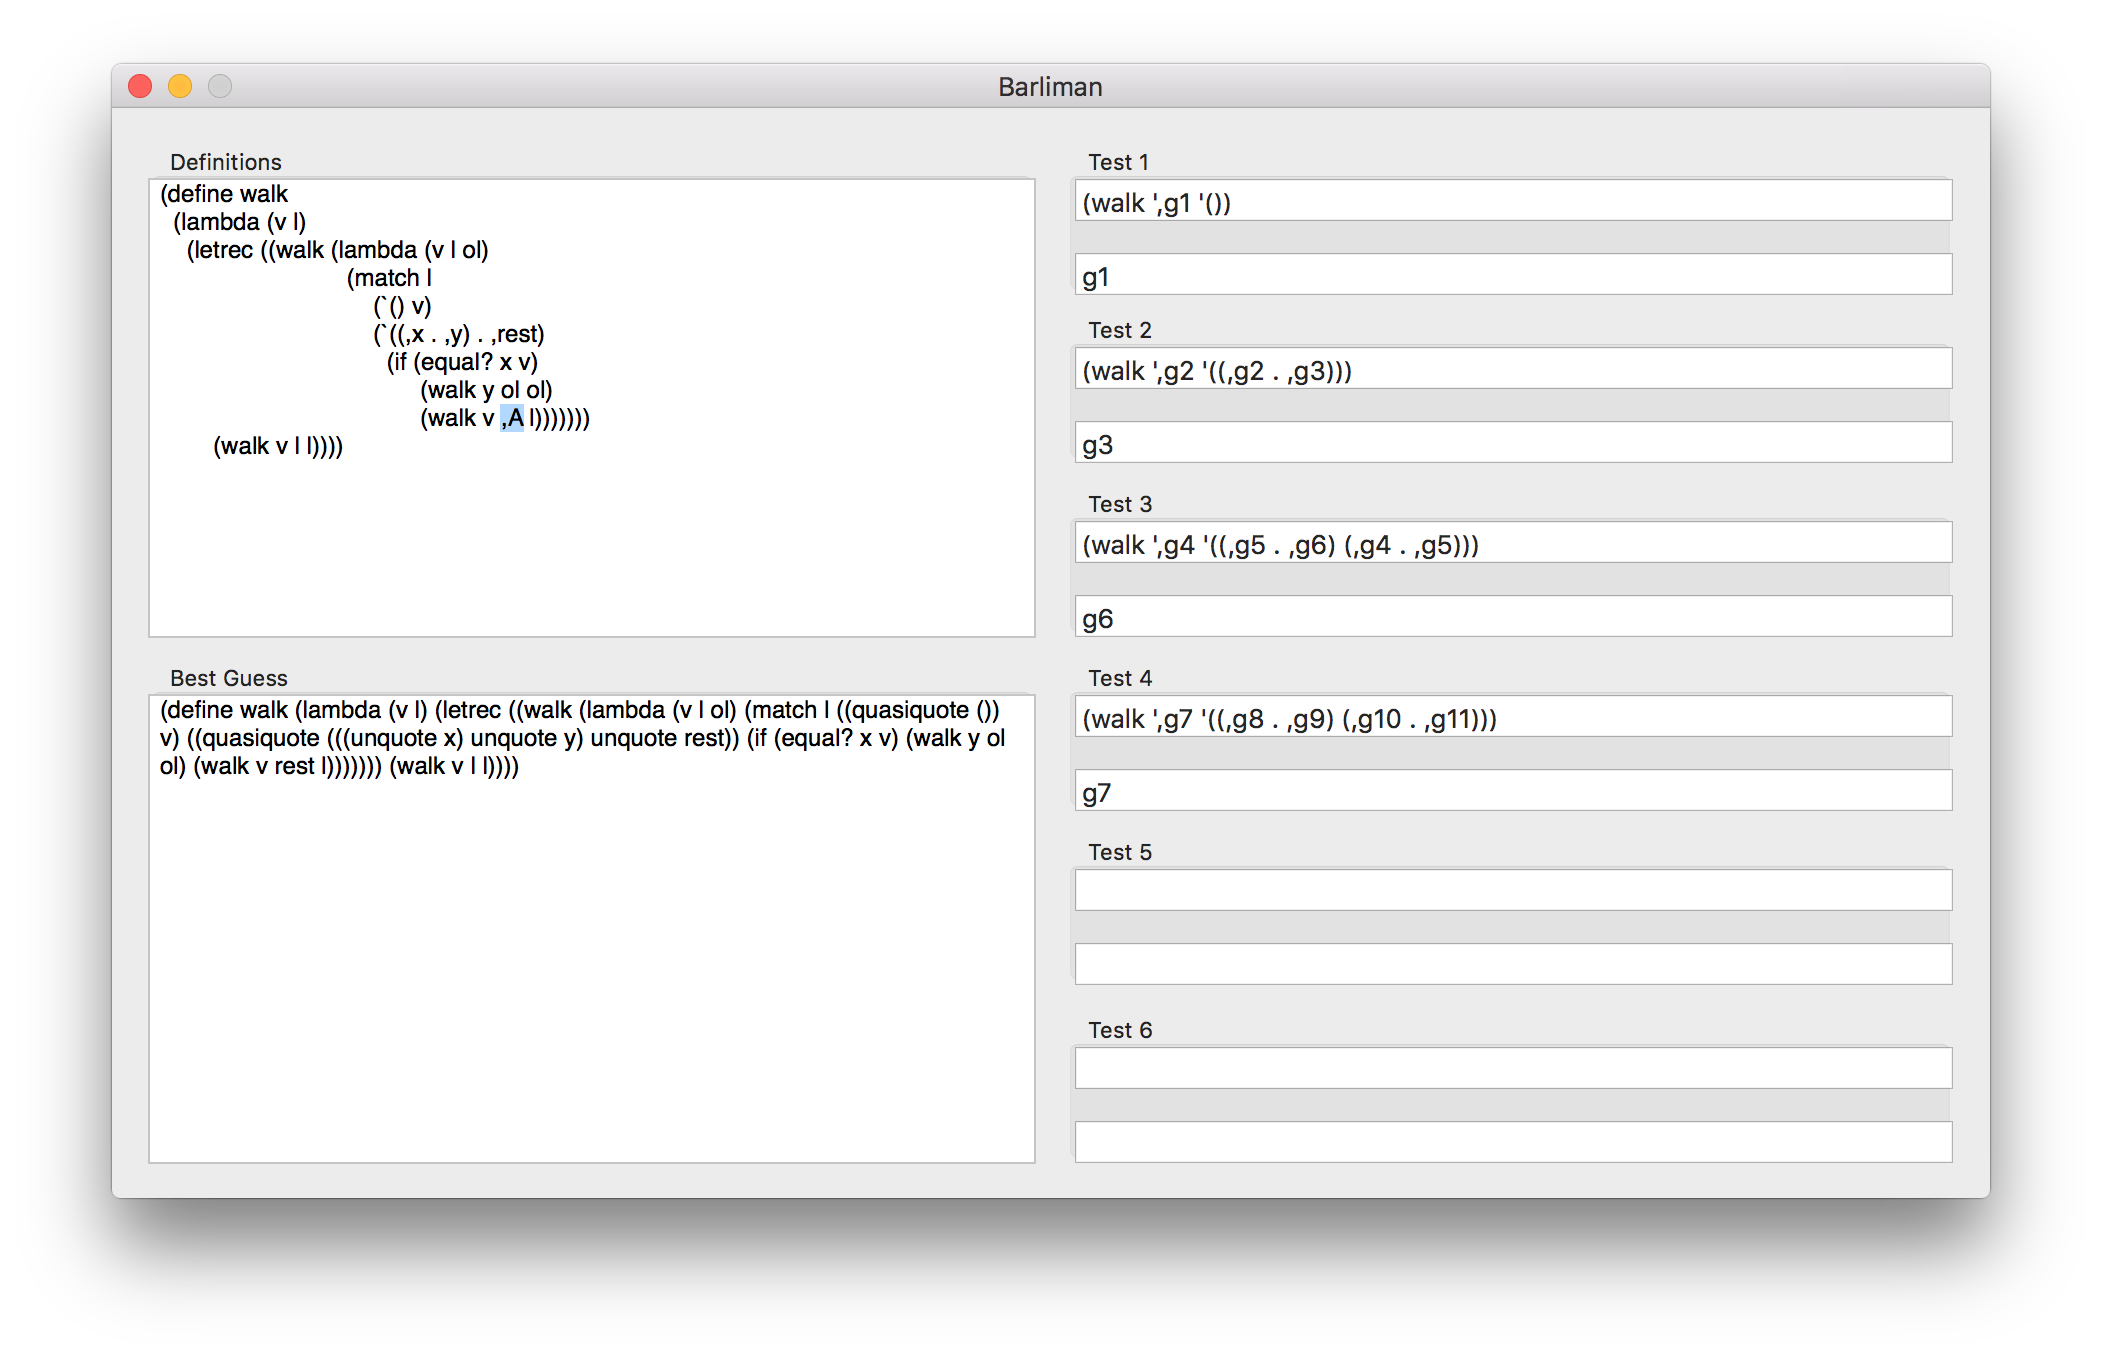 Barliman
Definitions
(define walk
(lambda (v l)
(letrec ((walk (lambda (v l ol)
(match l
(`() v)
(`((,x . ,y) . ,rest)
(if (equal? x v)
(walk y ol ol)
(walk v ,A l)))))))
(walk v l l))))
Best Guess
(define walk (lambda (v l) (letrec ((walk (lambda (v l ol) (match l ((quasiquote ())
v) ((quasiquote (((unquote x) unquote y) unquote rest)) (if (equal? x v) (walk y ol
ol) (walk v rest l))))))) (walk v l l))))
Test 1
(walk ',g1 '())
g1
Test 2
(walk ',g2 '((,g2 . ,g3)))
g3
Test 3
(walk ',g4 '((,g5 . ,g6) (,g4 . ,g5)))
g6
Test 4
(walk ',g7 '((,g8 . ,g9) (,g10 . ,g11)))
g7
Test 5
Test 6